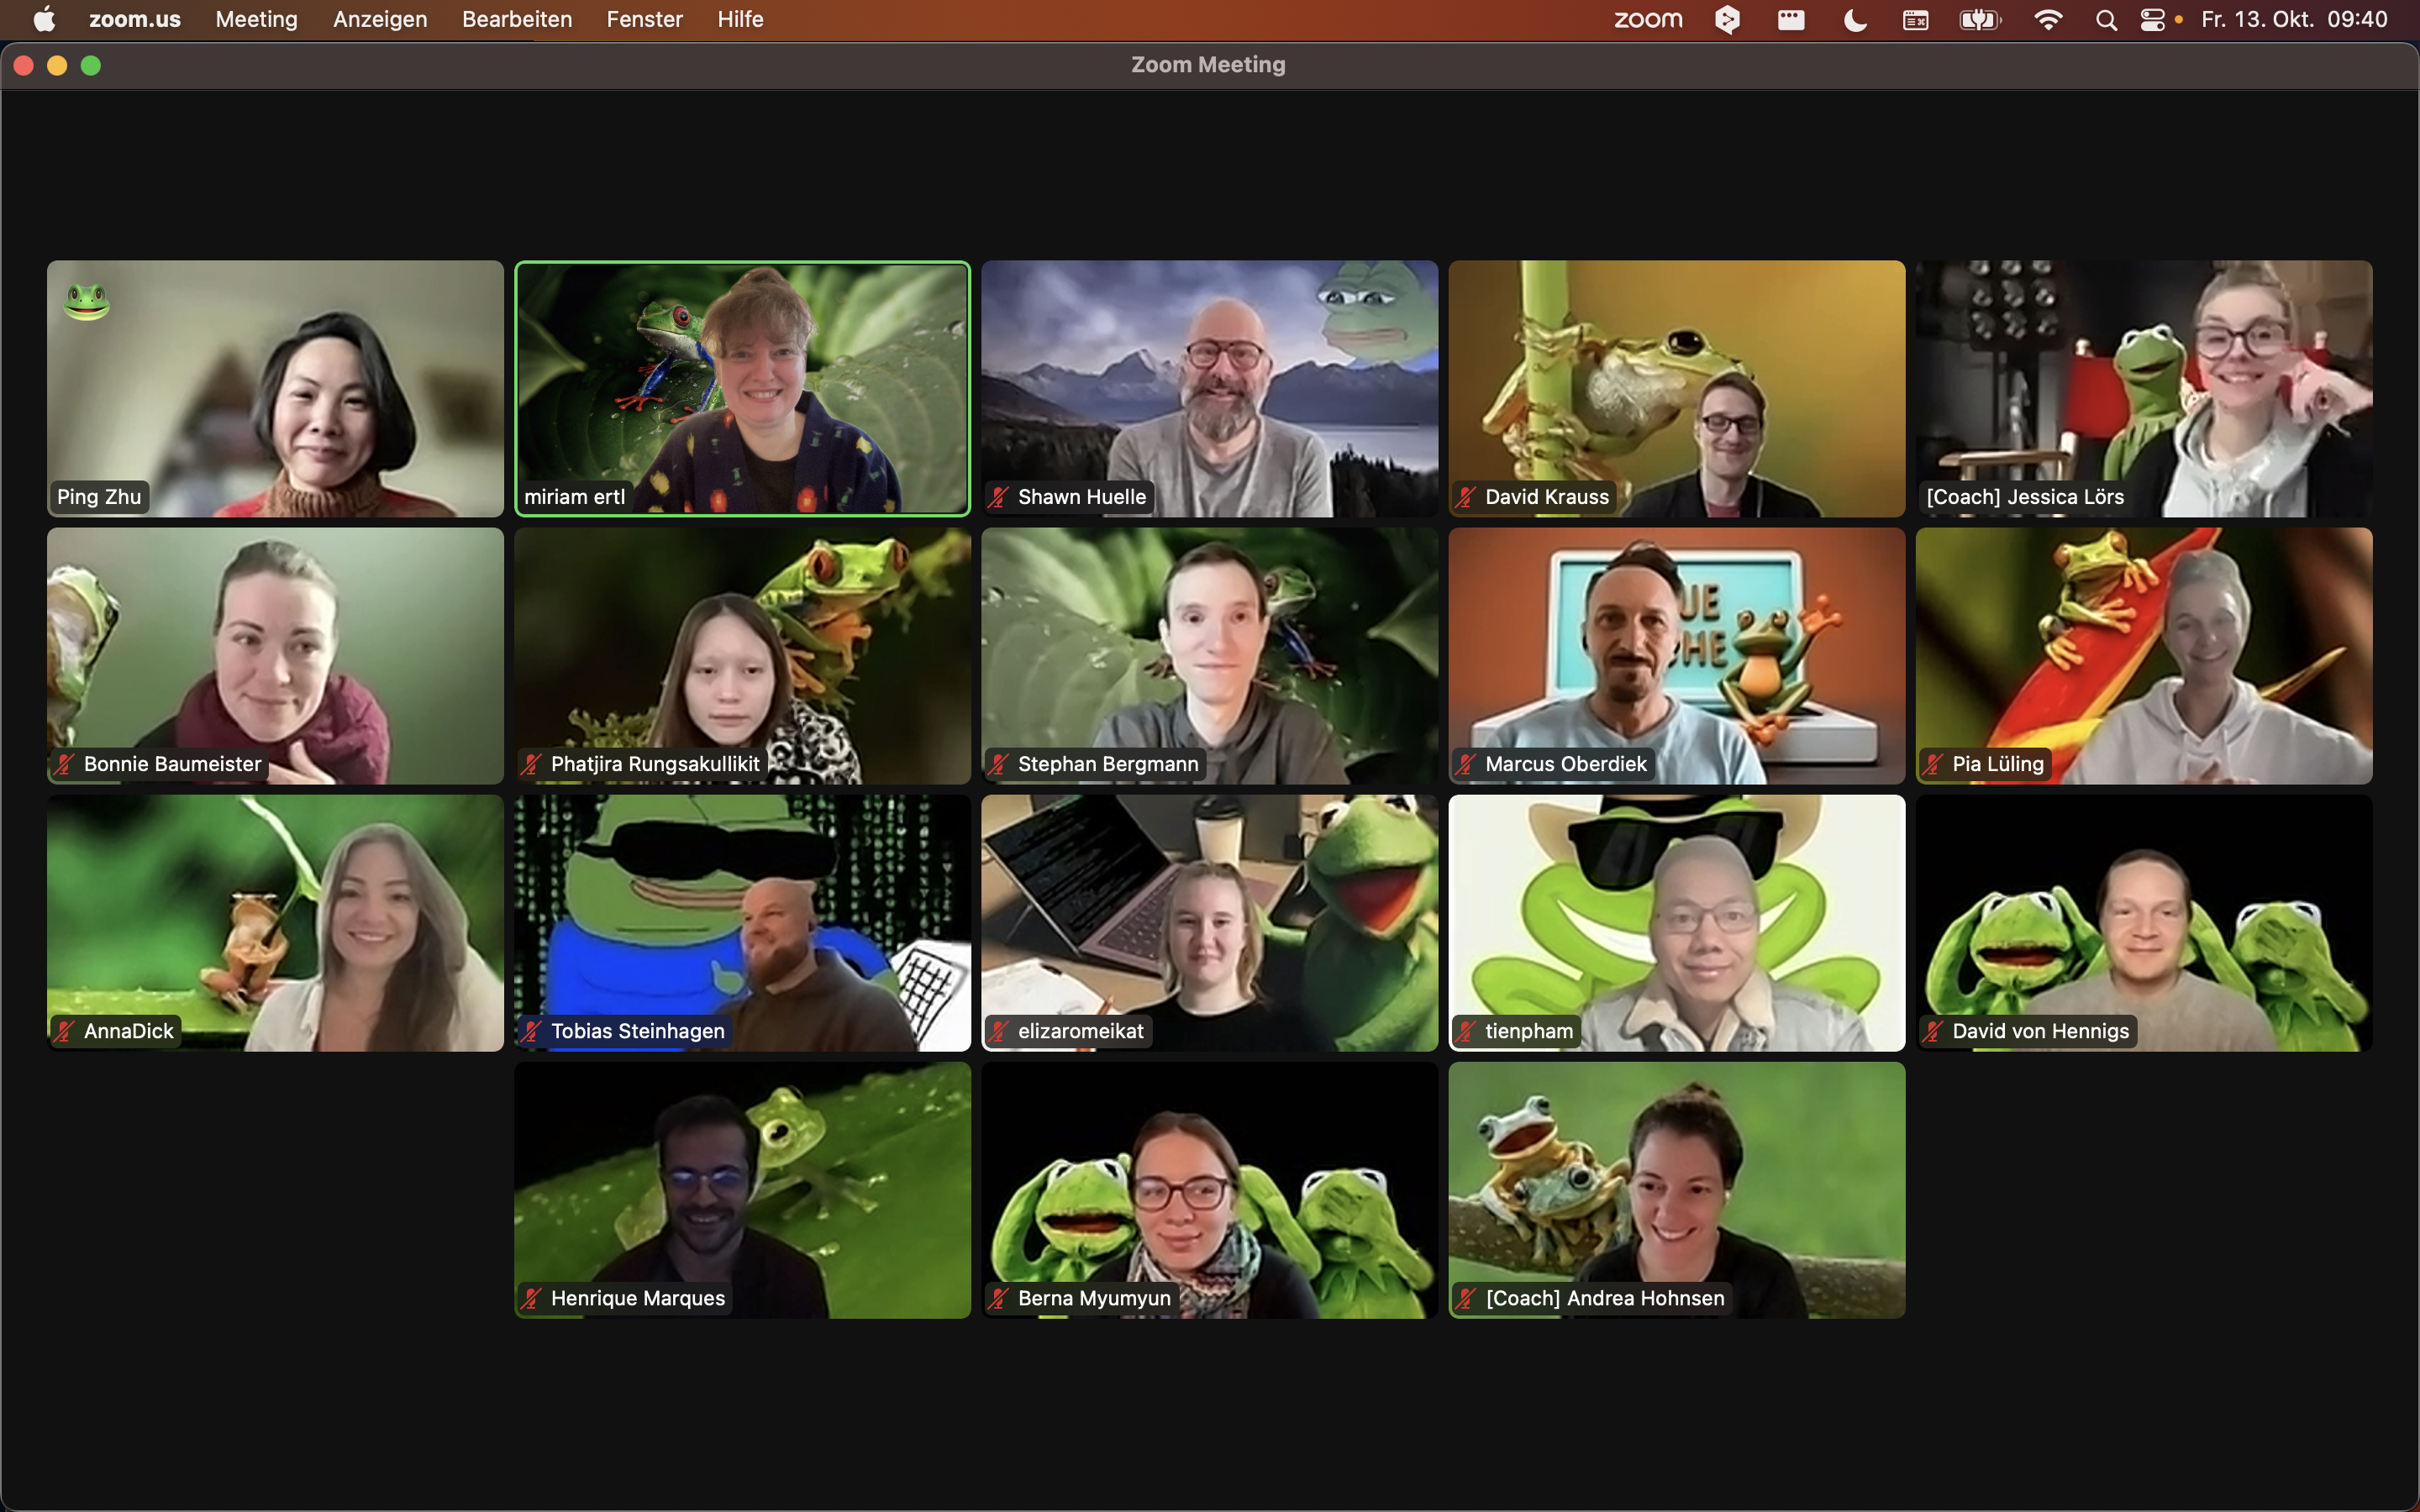 zoom.us Meeting Anzeigen Bearbeiten Fenster Hilfe zoom Fr. 13. Okt. 09:40
Zoom Meeting
Ping Zhu
miriam ertl
Shawn Huelle
David Krauss
[Coach] Jessica Lörs
Bonnie Baumeister
Phatjira Rungsakullikit
Stephan Bergmann
UE
CHE
Marcus Oberdiek
Pia Lüling
AnnaDick
Tobias Steinhagen
elizaromeikat
tienpham
David von Hennigs
Henrique Marques
Berna Myumyun
[Coach] Andrea Hohnsen